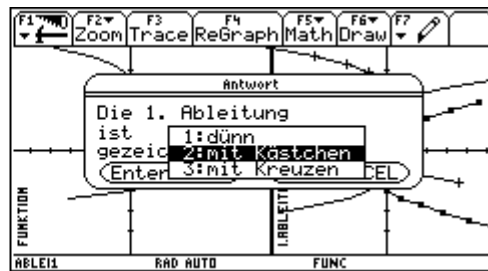 F1 F2 F3 F4 F5 F6 F7
Zoom Trace ReGraph Math Draw
Antwort
Die 1. Ableitung
ist
1:dünn
gezeic
2:mit Kästchen
3:mit Kreuzen
(Enter
CEL)
FUNKTION
1.ABLEIT
ABLEI1 RAD AUTO FUNC